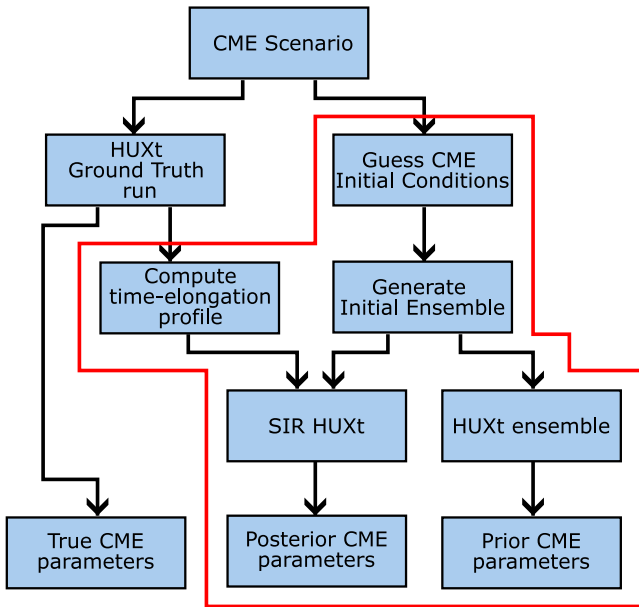 CME Scenario
HUXt
Ground Truth
run
Guess CME
Initial Conditions
Compute
time-elongation
profile
Generate
Initial Ensemble
SIR HUXt
HUXt ensemble
True CME
parameters
Posterior CME
parameters
Prior CME
parameters